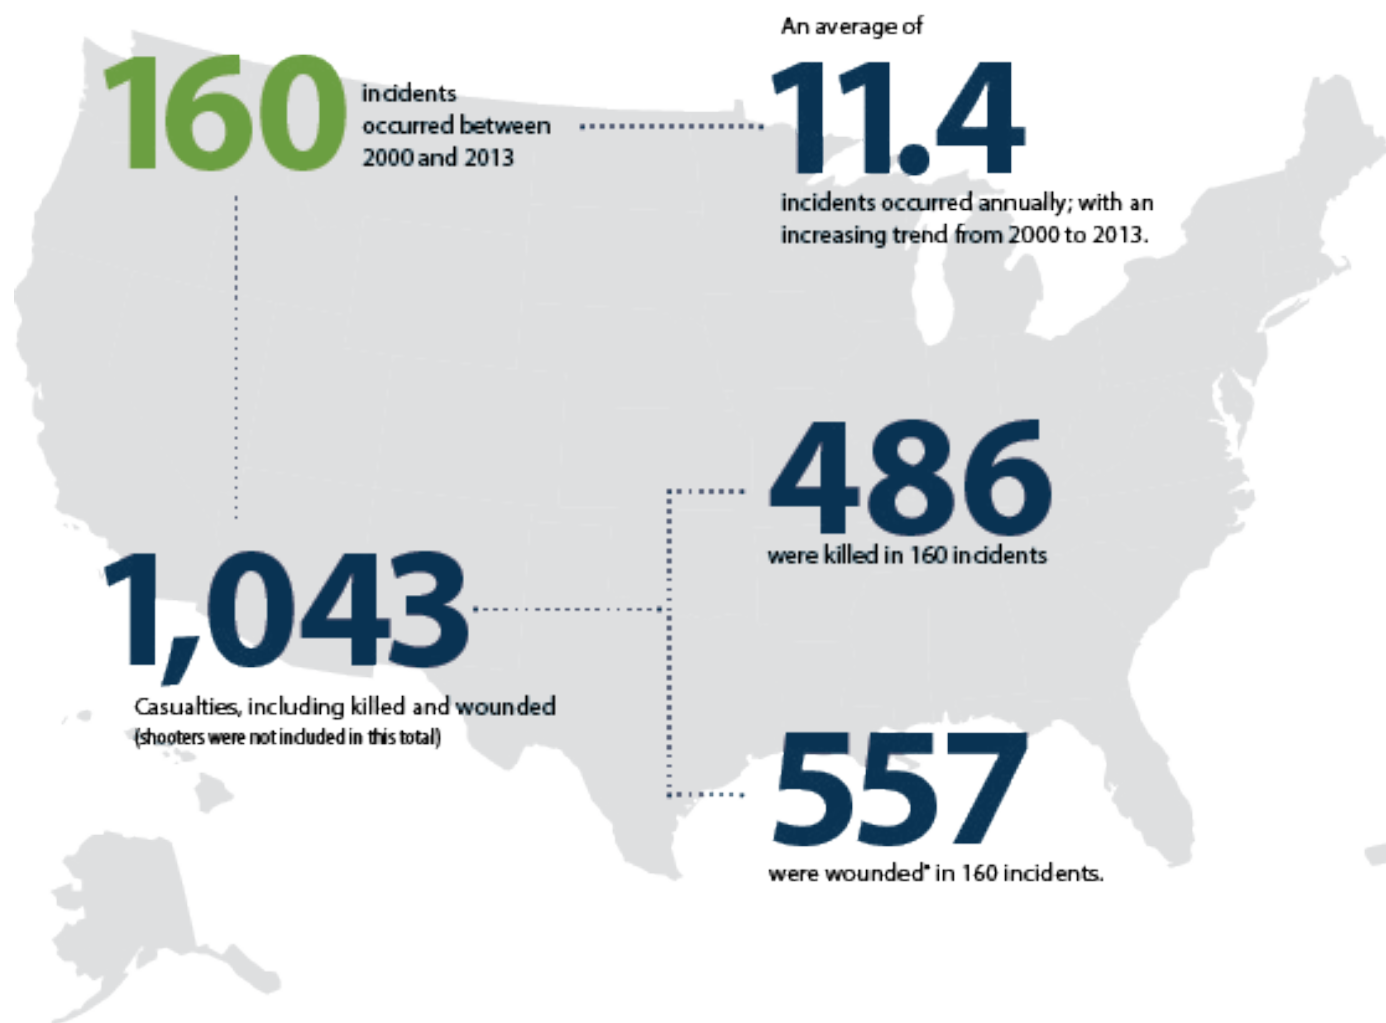 160
incidents
occurred between
2000 and 2013
An average of
11.4
incidents occurred annually; with an
increasing trend from 2000 to 2013.
1,043
Casualties, including killed and wounded
(shooters were not included in this total)
486
were killed in 160 incidents
557
were wounded* in 160 incidents.